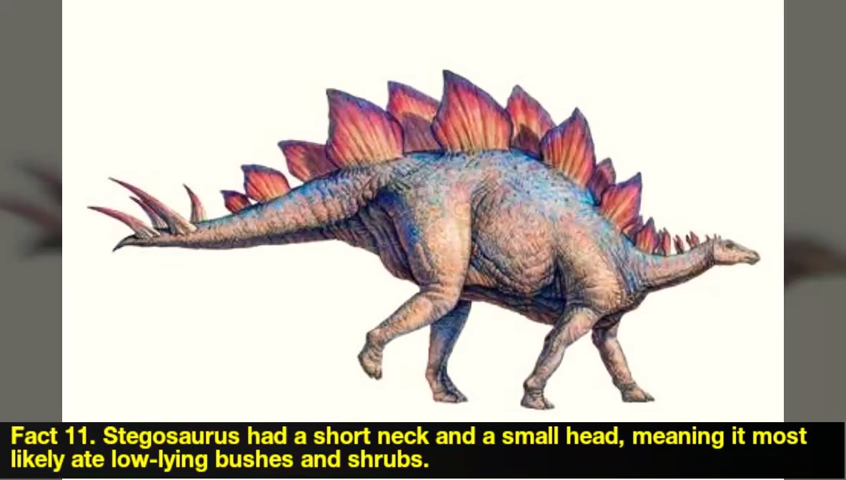 Fact 11. Stegosaurus had a short neck and a small head, meaning it most
likely ate low-lying bushes and shrubs.